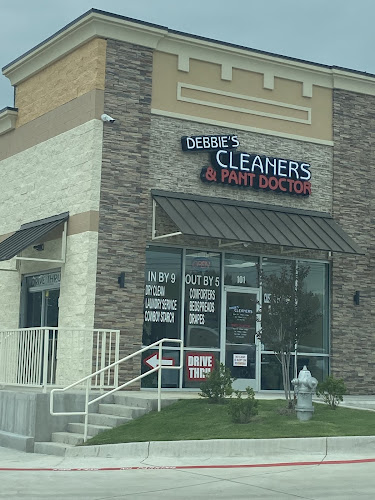 DEBBIE'S
CLEANERS
& PANT DOCTOR
101
IN BY 9
DRY CLEAN
LAUNDRY SERVICE
COWBOY STARCH
OUT BY 5
COMFORTERS
BEDSPREADS
DRAPES
CLEANERS
DRIVE
THRU